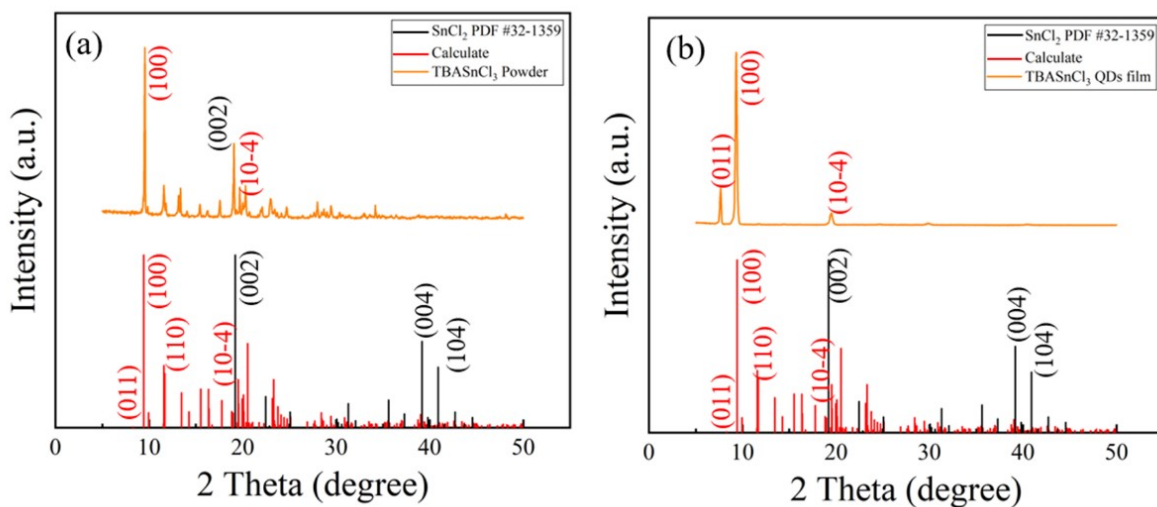 (a)
SnCl₂ PDF #32-1359
Calculate
TBASnCl₃ Powder
(100)
(002)
(10-4)
(100)
(002)
(011)
(110)
(10-4)
(004)
(104)
Intensity (a.u.)
0 10 20 30 40 50
2 Theta (degree)
(b)
SnCl₂ PDF #32-1359
Calculate
TBASnCl₃ QDs film
(100)
(011)
(10-4)
(100)
(002)
(011)
(110)
(10-4)
(004)
(104)
Intensity (a.u.)
0 10 20 30 40 50
2 Theta (degree)